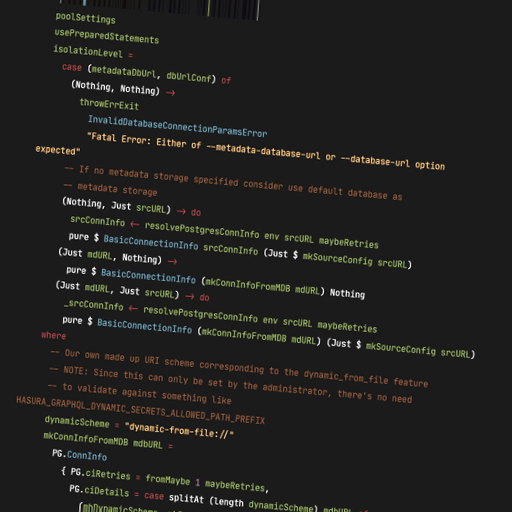 poolSettings
usePreparedStatements
isolationLevel =
case (metadataDbUrl, dbUrlConf) of
(Nothing, Nothing) ->
throwErrExit
InvalidDatabaseConnectionParamsError
"Fatal Error: Either of --metadata-database-url or --database-url option
expected"
-- If no metadata storage specified consider use default database as
-- metadata storage
(Nothing, Just srcURL) -> do
srcConnInfo <- resolvePostgresConnInfo env srcURL maybeRetries
pure $ BasicConnectionInfo srcConnInfo (Just $ mkSourceConfig srcURL)
(Just mdURL, Nothing) ->
pure $ BasicConnectionInfo (mkConnInfoFromMDB mdURL) Nothing
(Just mdURL, Just srcURL) -> do
_srcConnInfo <- resolvePostgresConnInfo env srcURL maybeRetries
pure $ BasicConnectionInfo (mkConnInfoFromMDB mdURL) (Just $ mkSourceConfig srcURL)
where
-- Our own made up URI scheme corresponding to the dynamic_from_file feature
-- NOTE: Since this can only be set by the administrator, there's no need
-- to validate against something like
HASURA_GRAPHQL_DYNAMIC_SECRETS_ALLOWED_PATH_PREFIX
dynamicScheme = "dynamic-from-file://"
mkConnInfoFromMDB mdbURL =
PG.ConnInfo
{ PG.ciRetries = fromMaybe 1 maybeRetries,
PG.ciDetails = case splitAt (length dynamicScheme) mdbURL of